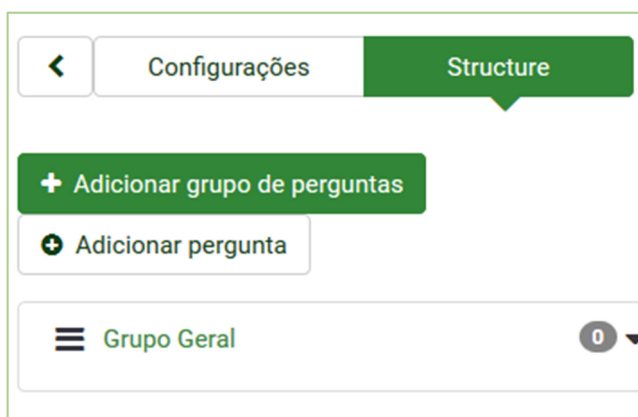 Configurações Structure
Adicionar grupo de perguntas
Adicionar pergunta
Grupo Geral 0